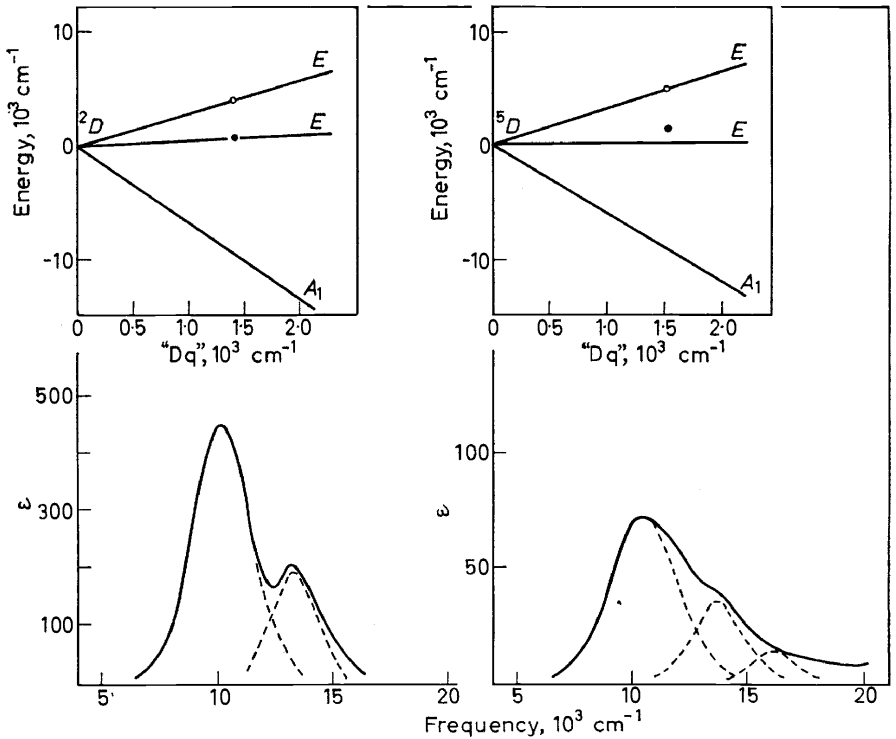 10
0
-10
Energy, 10³ cm⁻¹
²D
E
E
A₁
0 0·5 1·0 1·5 2·0
“Dq”, 10³ cm⁻¹
10
0
-10
Energy, 10³ cm⁻¹
⁵D
E
E
A₁
0 0·5 1·0 1·5 2·0
“Dq”, 10³ cm⁻¹
500
300
100
ε
5 10 15 20
100
50
ε
5 10 15 20
Frequency, 10³ cm⁻¹